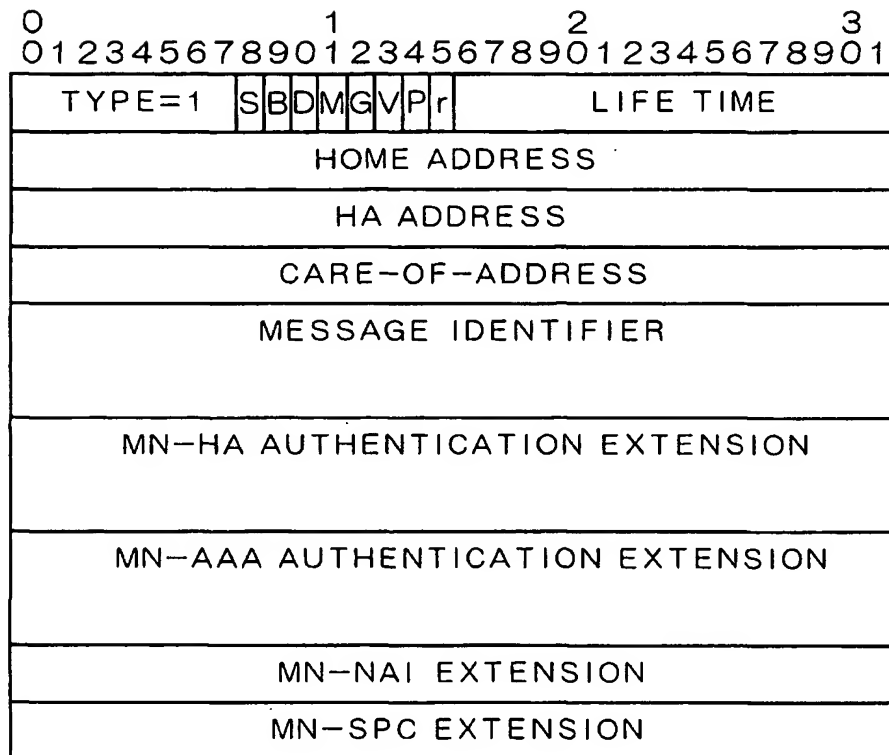 0 1 2 3
01234567890123456789012345678901
TYPE=1 S B D M G V P r LIFE TIME
HOME ADDRESS
HA ADDRESS
CARE-OF-ADDRESS
MESSAGE IDENTIFIER
MN-HA AUTHENTICATION EXTENSION
MN-AAA AUTHENTICATION EXTENSION
MN-NAI EXTENSION
MN-SPC EXTENSION